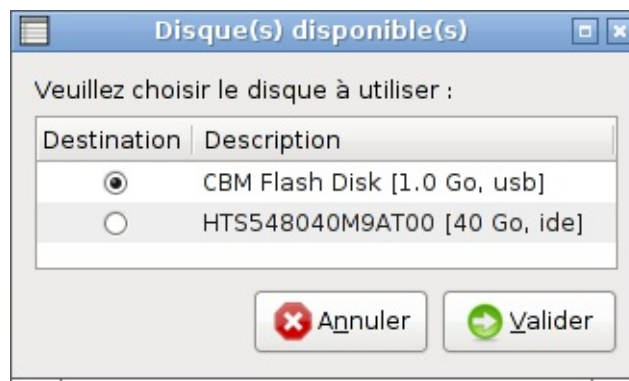 Disque(s) disponible(s)
Veuillez choisir le disque à utiliser :
Destination Description
CBM Flash Disk [1.0 Go, usb]
HTS548040M9AT00 [40 Go, ide]
Annuler Valider